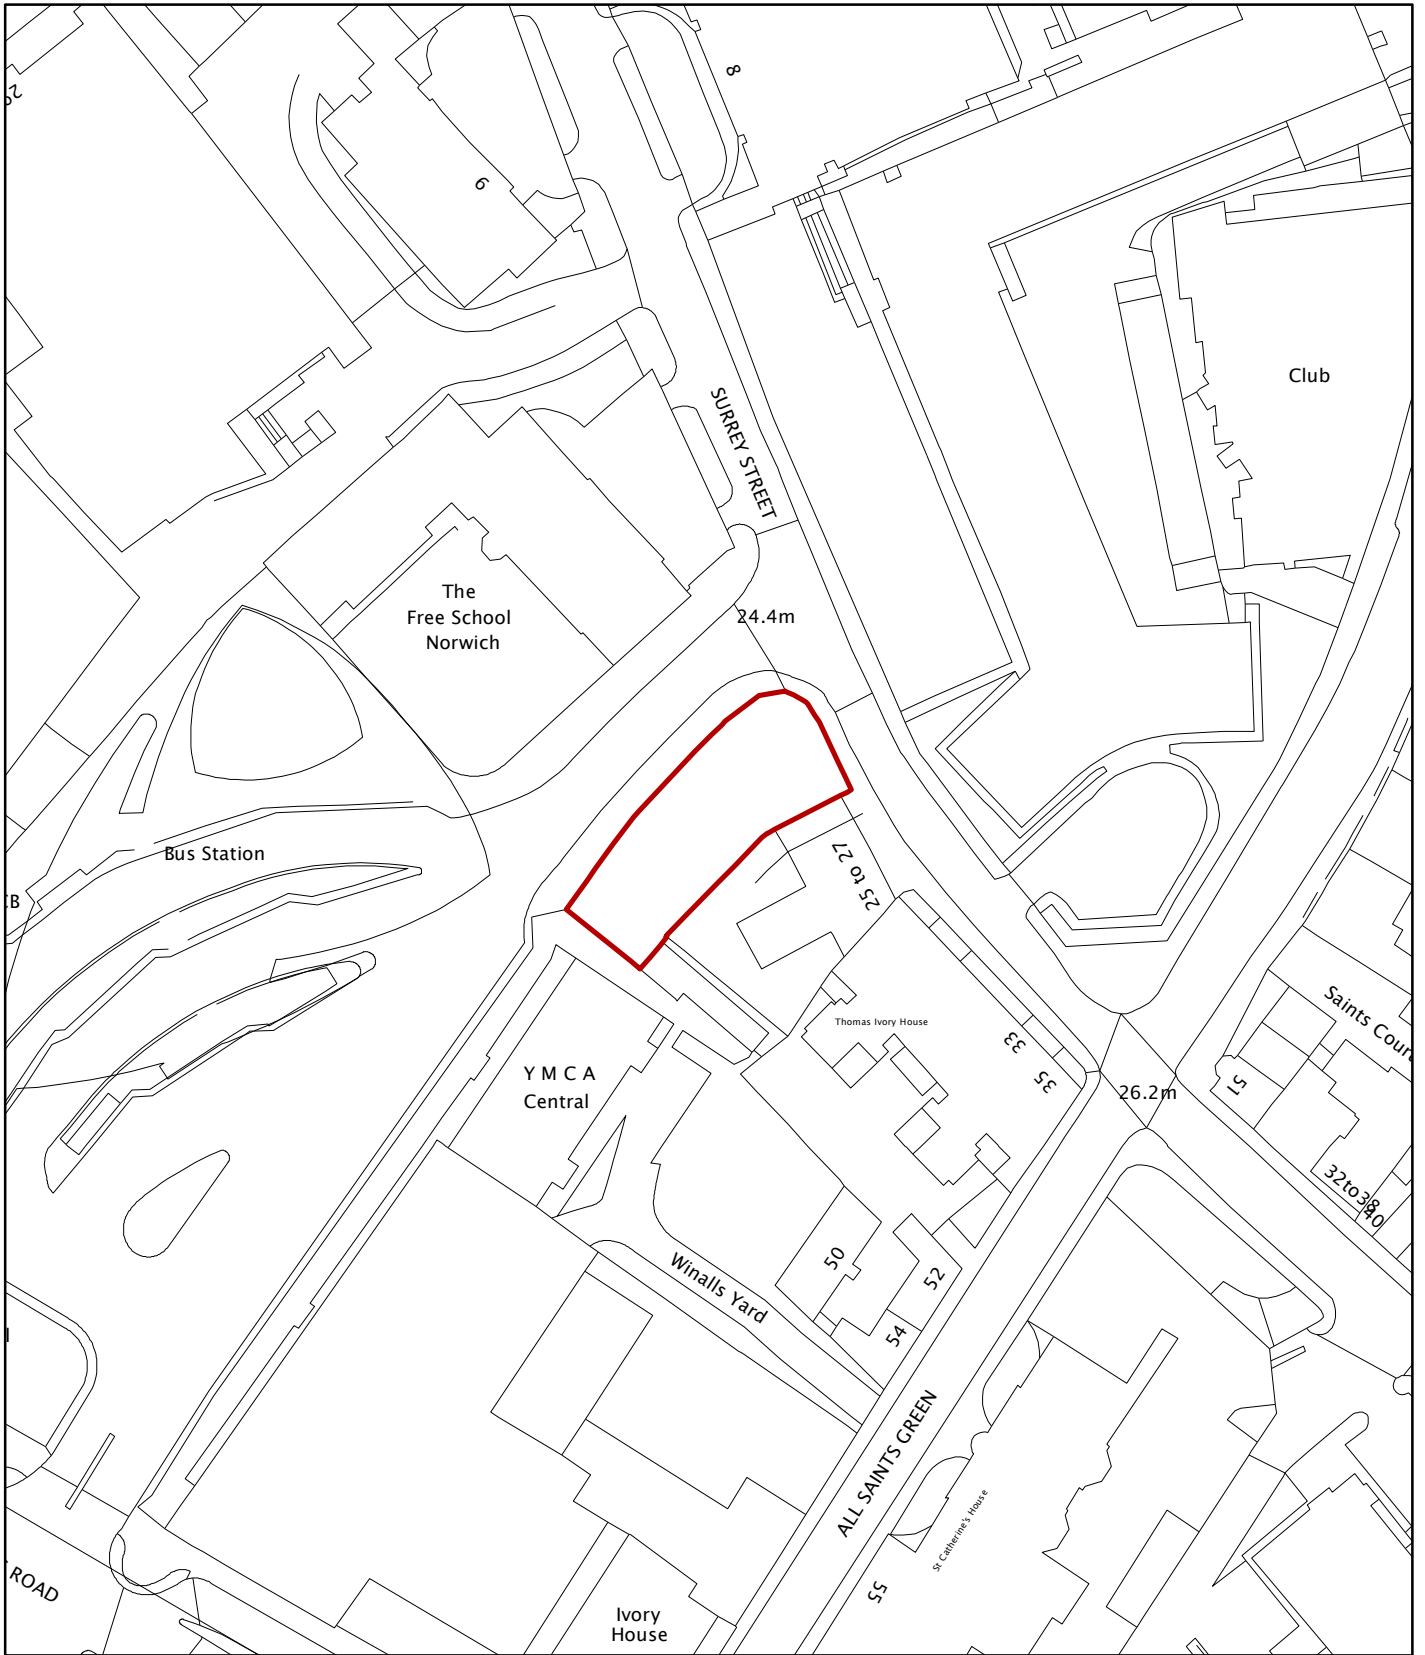 8
6
Club
SURREY STREET
The
Free School
Norwich
24.4m
Bus Station
25 to 27
Thomas Ivory House
Saints Cour
33
35
51
26.2m
Y M C A
Central
32to38
40
50
52
54
Winalls Yard
ALL SAINTS GREEN
St Catherine's House
55
ROAD
Ivory
House